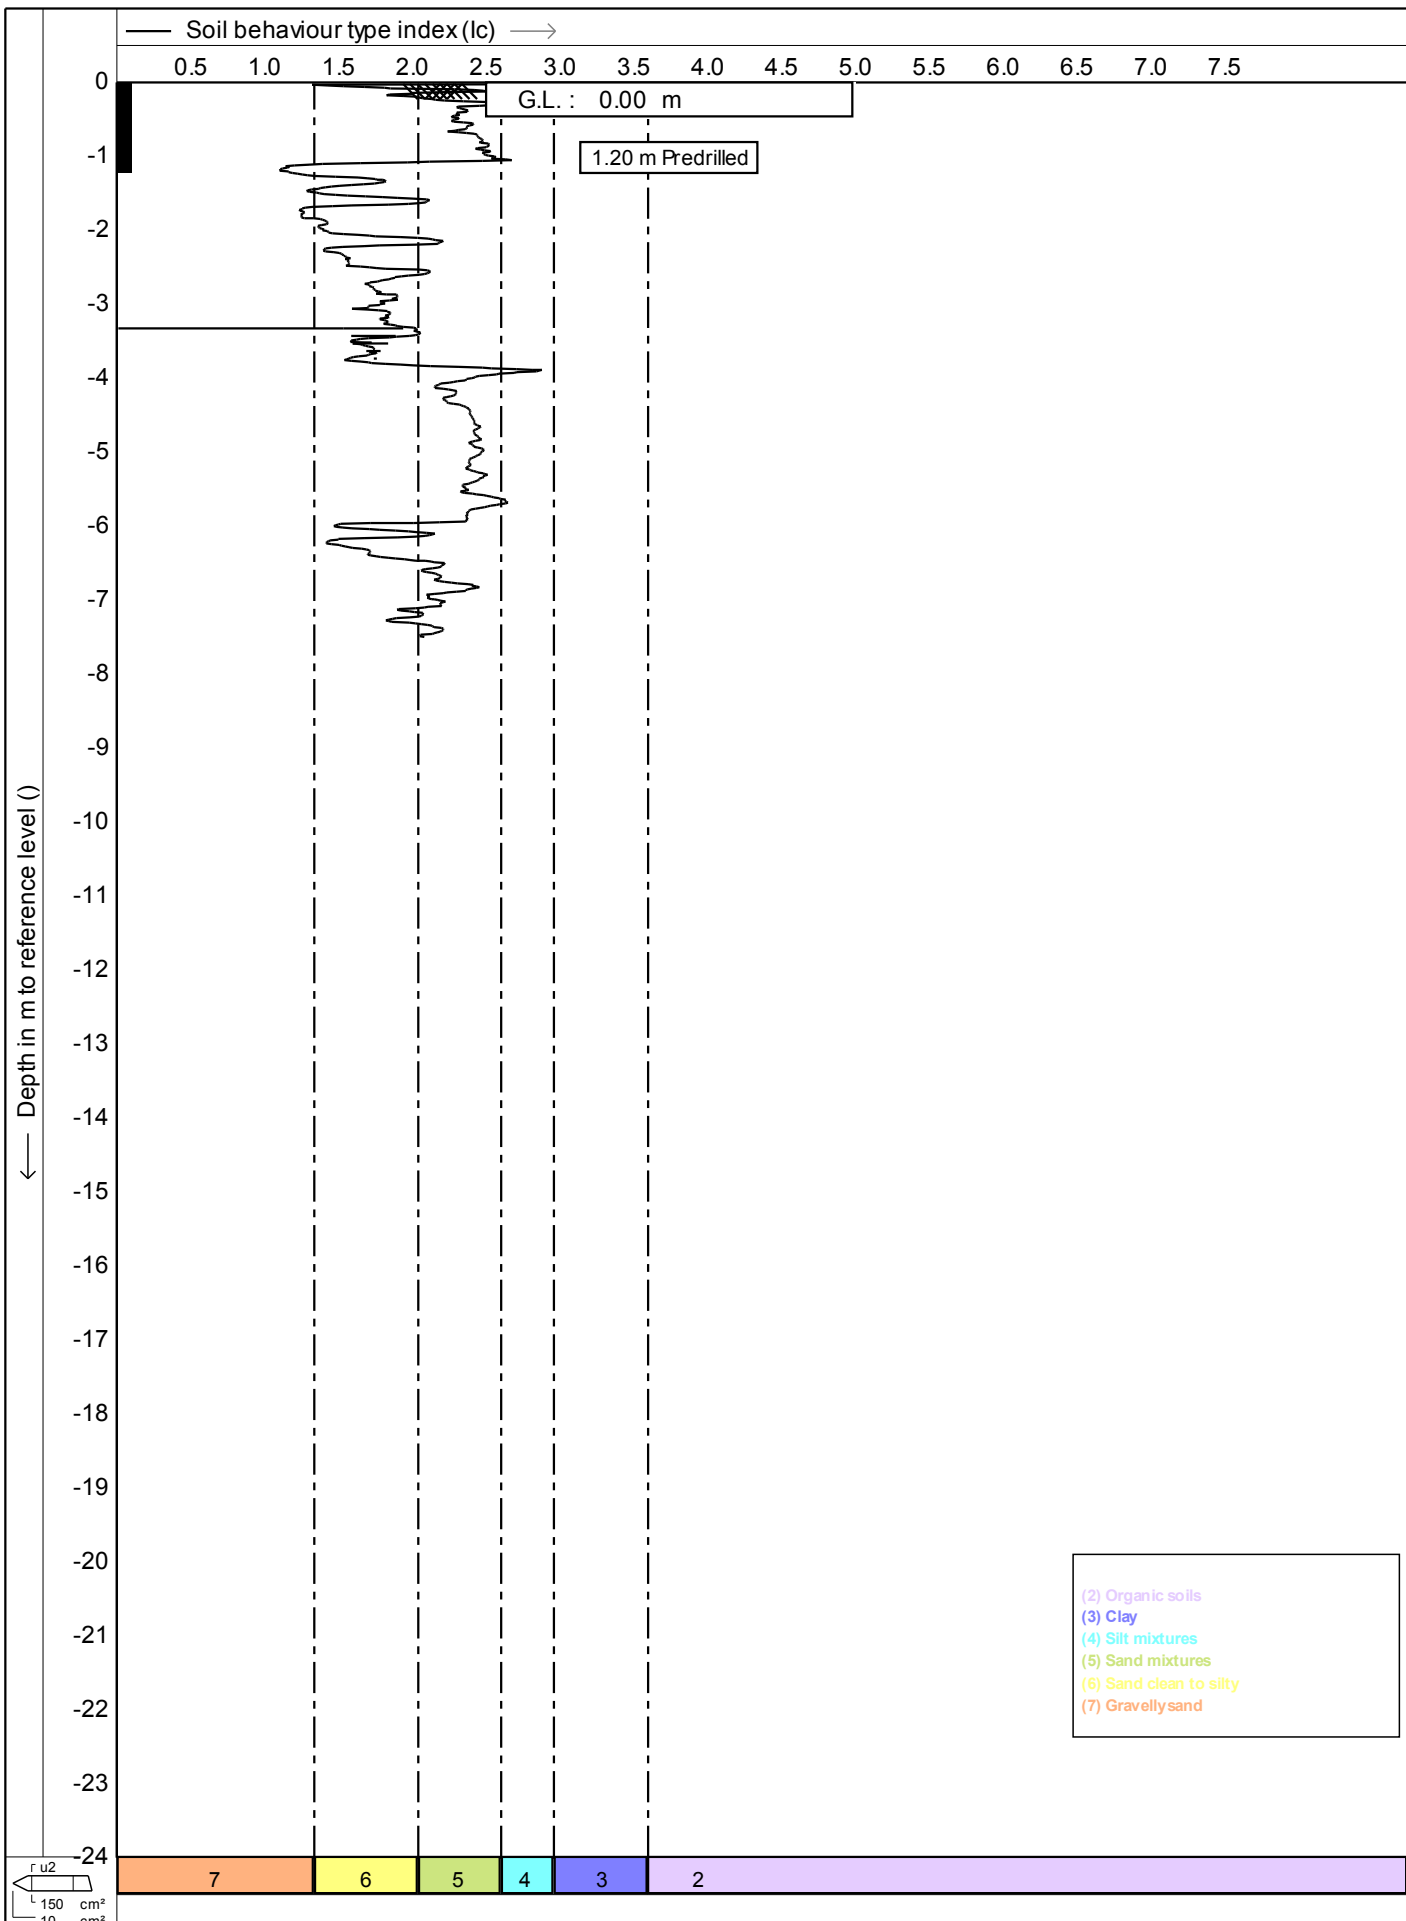 Soil behaviour type index (Ic)
0.5 1.0 1.5 2.0 2.5 3.0 3.5 4.0 4.5 5.0 5.5 6.0 6.5 7.0 7.5
0
G.L. : 0.00 m
-1
1.20 m Predrilled
-2
-3
-4
-5
-6
-7
-8
-9
-10
-11
-12
-13
-14
-15
-16
-17
-18
-19
-20
-21
-22
-23
-24
Depth in m to reference level ()
(2) Organic soils
(3) Clay
(4) Silt mixtures
(5) Sand mixtures
(6) Sand clean to silty
(7) Gravelly sand
7 6 5 4 3 2
u2
150 cm²
10 cm²